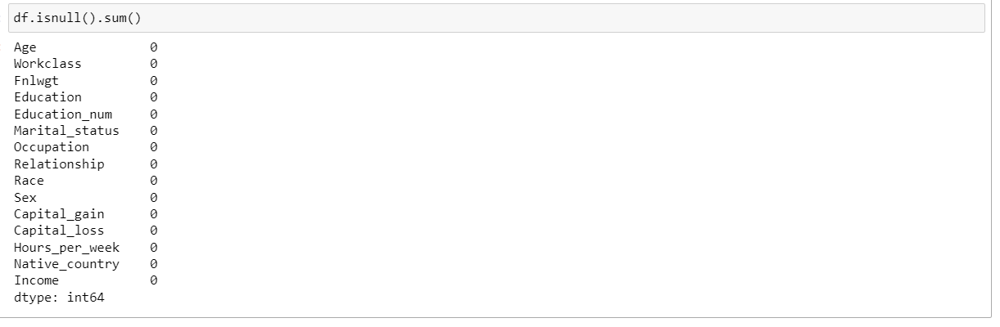 df.isnull().sum()
Age 0
Workclass 0
Fnlwgt 0
Education 0
Education_num 0
Marital_status 0
Occupation 0
Relationship 0
Race 0
Sex 0
Capital_gain 0
Capital_loss 0
Hours_per_week 0
Native_country 0
Income 0
dtype: int64